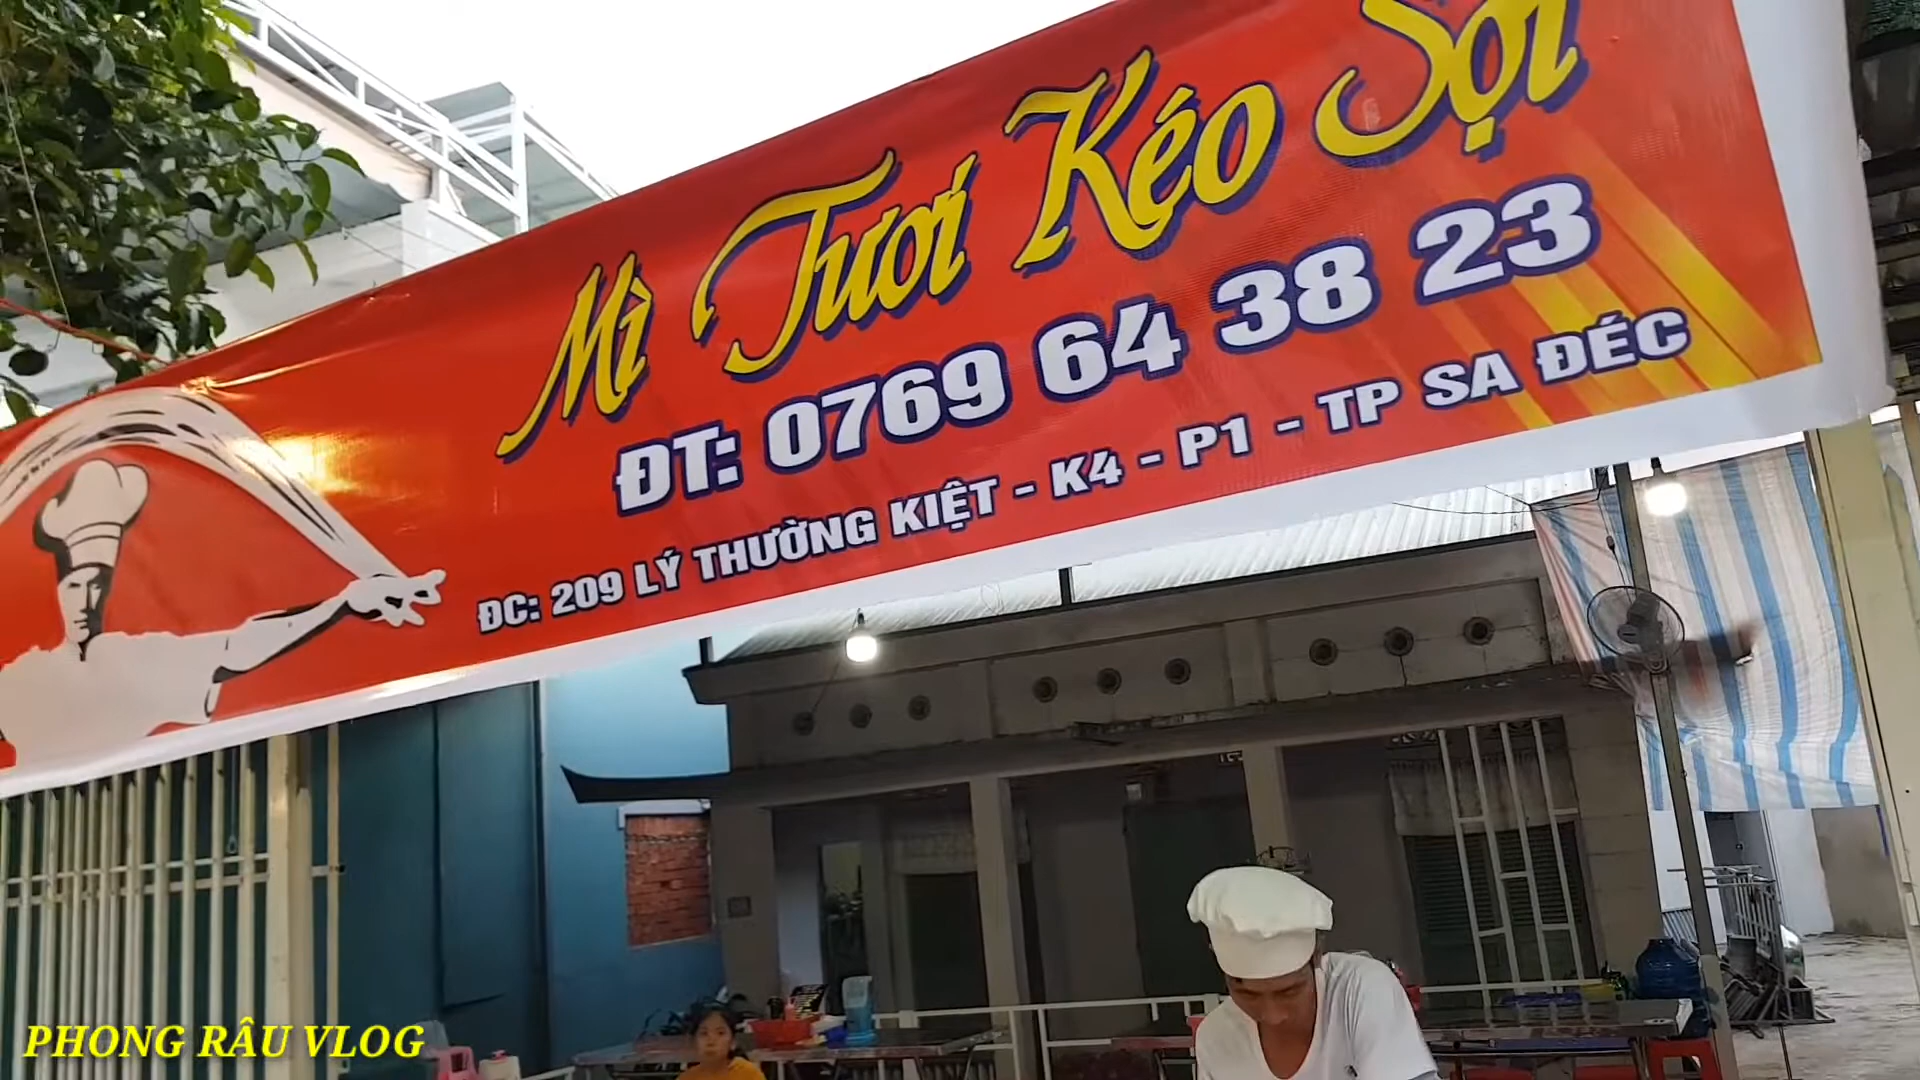 Mì Tươi Kéo Sợi
ĐT: 0769 64 38 23
ĐC: 209 LÝ THƯỜNG KIỆT - K4 - P1 - TP SA ĐÉC
PHONG RÂU VLOG